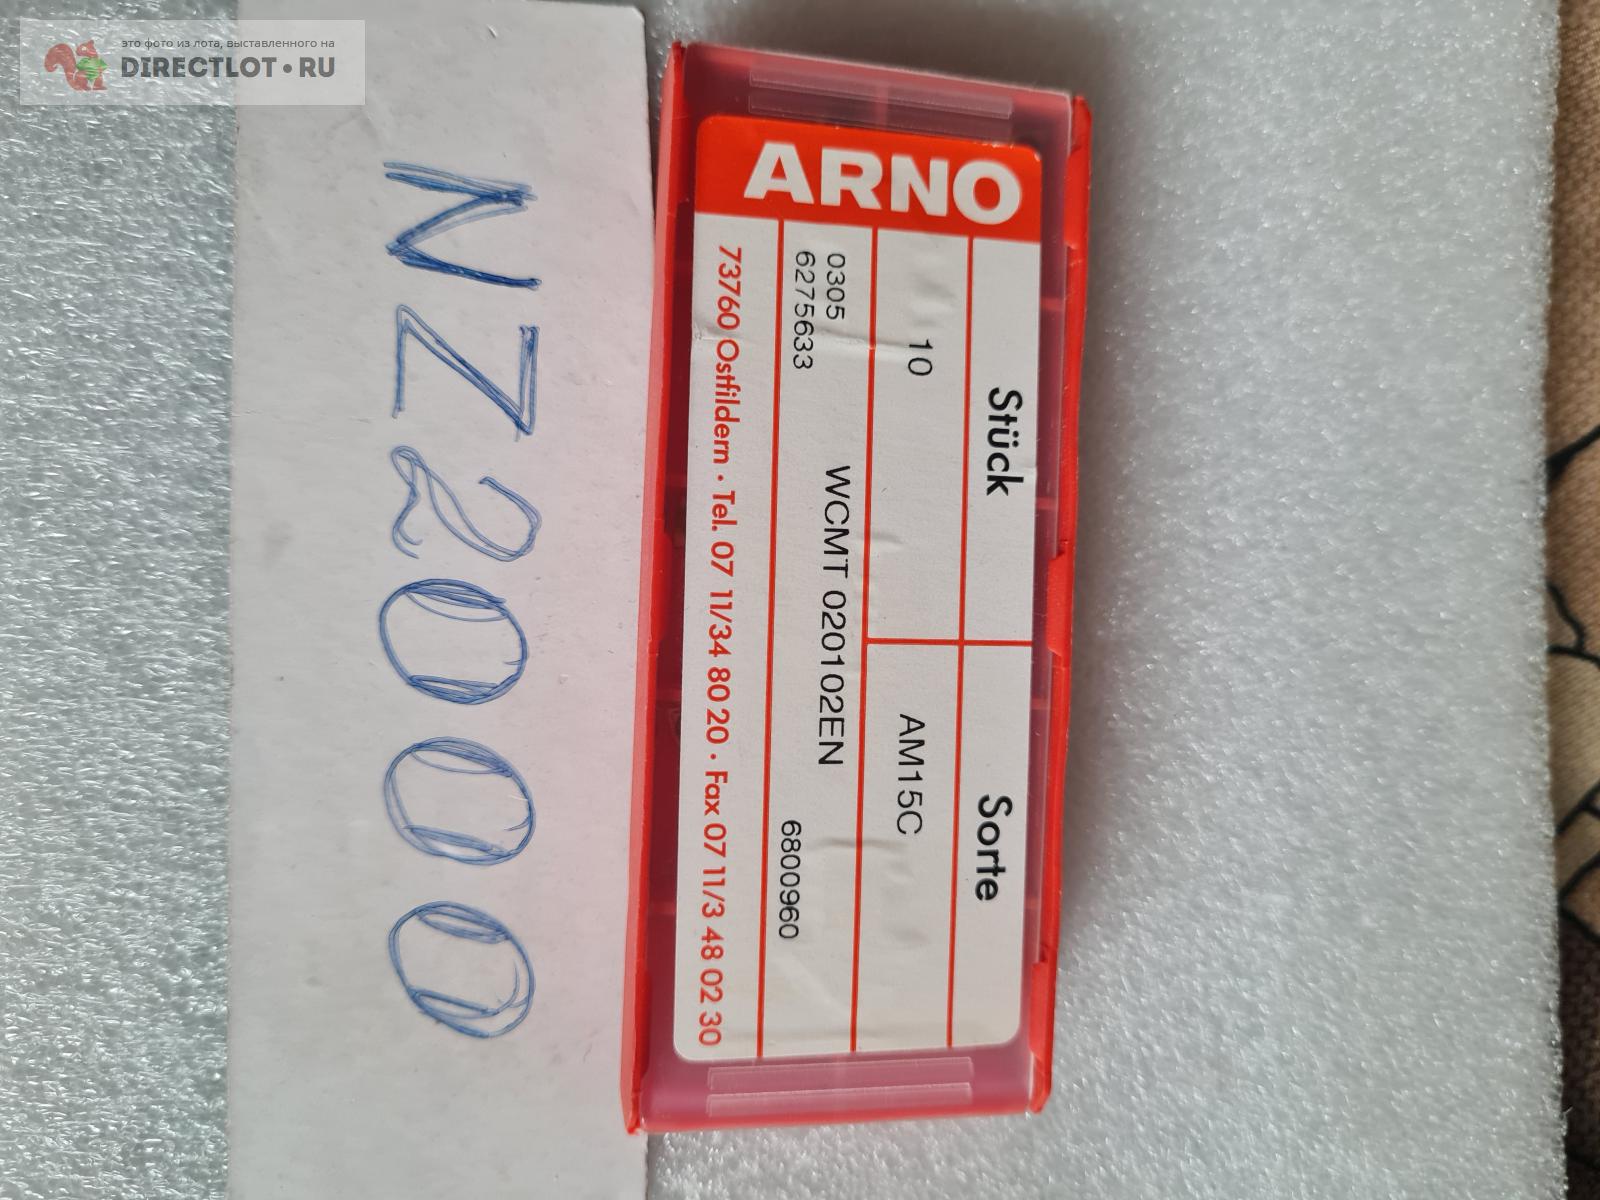 это фото из лота, выставленного на
DIRECTLOT•RU
ARNO
Stück
Sorte
10
AM15C
0305
6275633
WCMT 020102EN
6800960
73760 Ostfildern • Tel. 07 11/34 80 20 • Fax 07 11/3 48 02 30
NZ2000